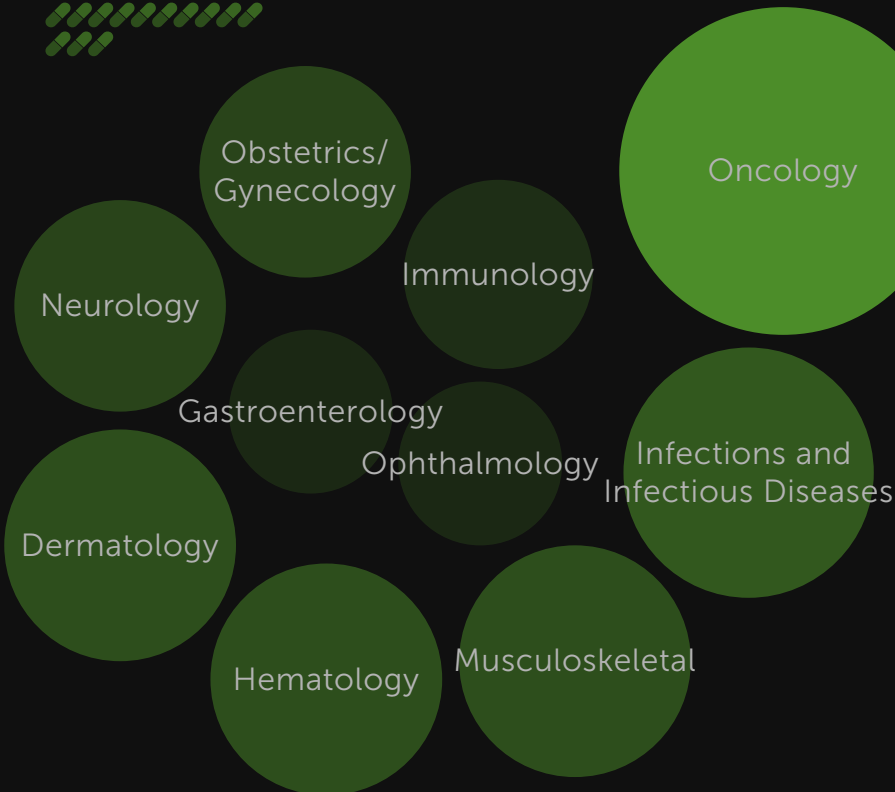 Obstetrics/
Gynecology
Oncology
Immunology
Neurology
Gastroenterology
Ophthalmology
Infections and
Infectious Diseases
Dermatology
Musculoskeletal
Hematology